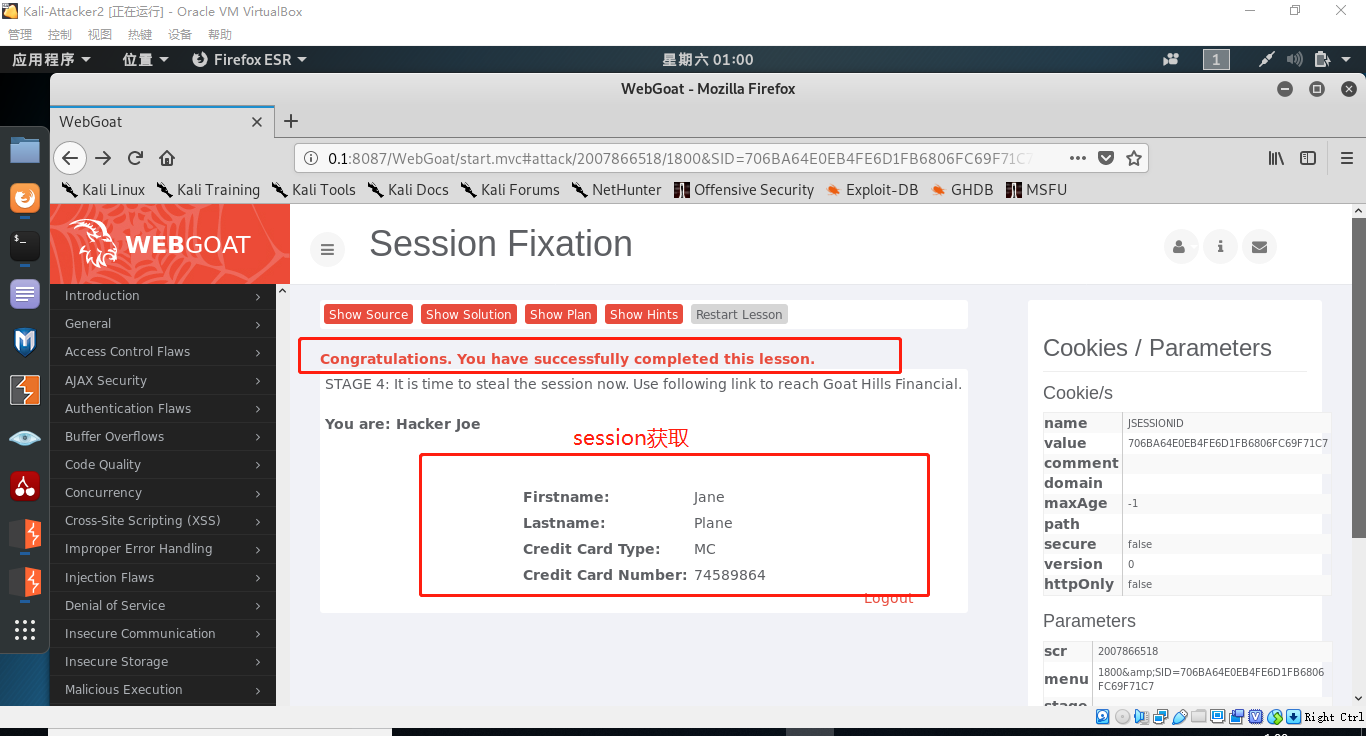 Kali-Attacker2 [正在运行] - Oracle VM VirtualBox
管理 控制 视图 热键 设备 帮助
应用程序 位置 Firefox ESR 星期六 01:00 1
WebGoat - Mozilla Firefox
WebGoat
0.1:8087/WebGoat/start.mvc#attack/2007866518/1800&SID=706BA64E0EB4FE6D1FB6806FC69F71C7
Kali Linux Kali Training Kali Tools Kali Docs Kali Forums NetHunter Offensive Security Exploit-DB GHDB MSFU
WEBGOAT
Session Fixation
Introduction
General
Access Control Flaws
AJAX Security
Authentication Flaws
Buffer Overflows
Code Quality
Concurrency
Cross-Site Scripting (XSS)
Improper Error Handling
Injection Flaws
Denial of Service
Insecure Communication
Insecure Storage
Malicious Execution
Show Source Show Solution Show Plan Show Hints Restart Lesson
Congratulations. You have successfully completed this lesson.
STAGE 4: It is time to steal the session now. Use following link to reach Goat Hills Financial.
You are: Hacker Joe
session获取
Firstname: Jane
Lastname: Plane
Credit Card Type: MC
Credit Card Number: 74589864
Logout
Cookies / Parameters
Cookie/s
name JSESSIONID
value 706BA64E0EB4FE6D1FB6806FC69F71C7
comment
domain
maxAge -1
path
secure false
version 0
httpOnly false
Parameters
scr 2007866518
menu 1800&amp;SID=706BA64E0EB4FE6D1FB6806
FC69F71C7
stage
Right Ctrl